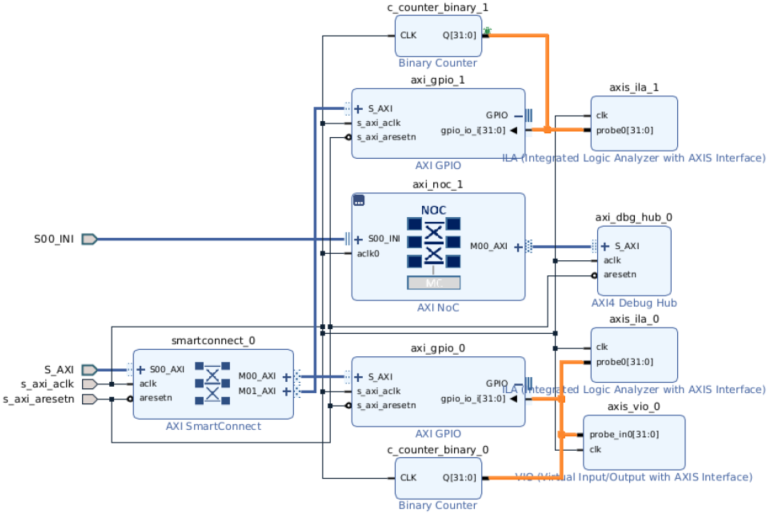 c_counter_binary_1
CLK Q[31:0]
Binary Counter
axi_gpio_1
S_AXI
GPIO
s_axi_aclk
gpio_io_i[31:0]
s_axi_aresetn
AXI GPIO
axis_ila_1
clk
probe0[31:0]
ILA (Integrated Logic Analyzer with AXIS Interface)
axi_noc_1
NOC
S00_INI
S00_INI
M00_AXI
aclk0
MC
AXI NoC
axi_dbg_hub_0
S_AXI
aclk
aresetn
AXI4 Debug Hub
smartconnect_0
S_AXI
S00_AXI
M00_AXI
s_axi_aclk
aclk
M01_AXI
s_axi_aresetn
aresetn
AXI SmartConnect
axi_gpio_0
S_AXI
GPIO
s_axi_aclk
gpio_io_i[31:0]
s_axi_aresetn
AXI GPIO
axis_ila_0
clk
probe0[31:0]
ILA (Integrated Logic Analyzer with AXIS Interface)
axis_vio_0
probe_in0[31:0]
clk
VIO (Virtual Input/Output with AXIS Interface)
c_counter_binary_0
CLK Q[31:0]
Binary Counter